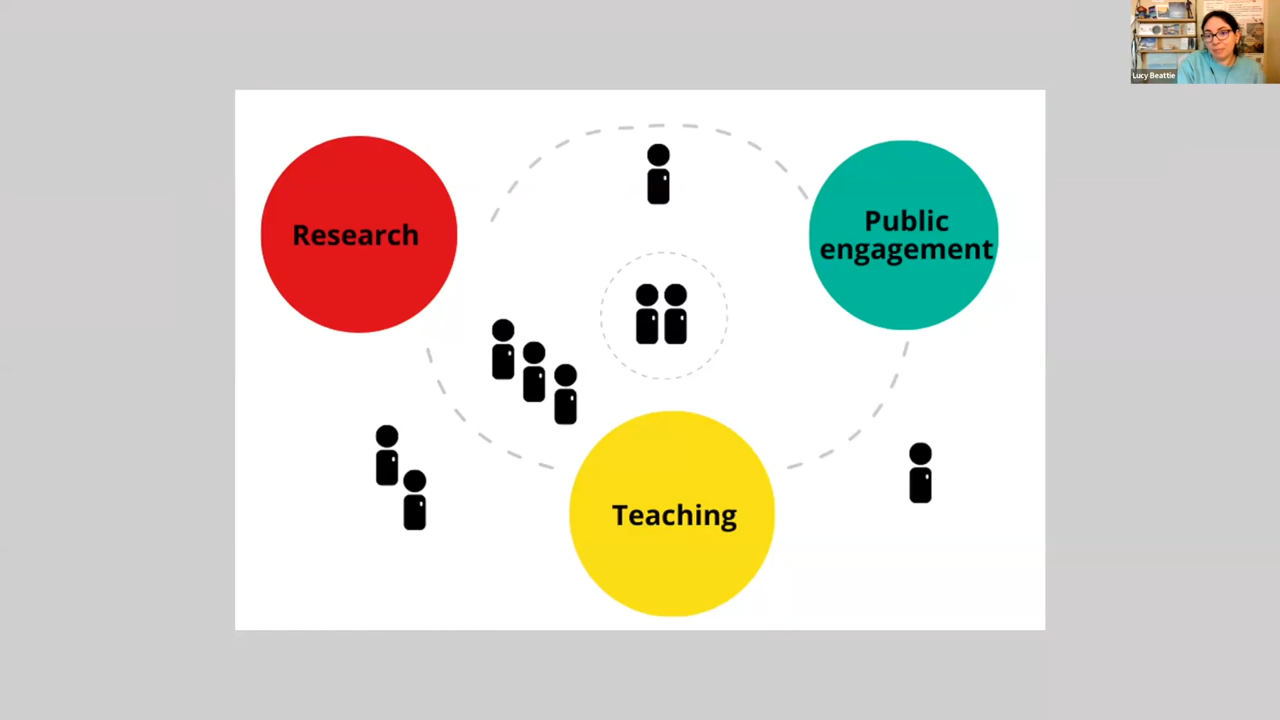 Lucy Beattie
Research
Public
engagement
Teaching